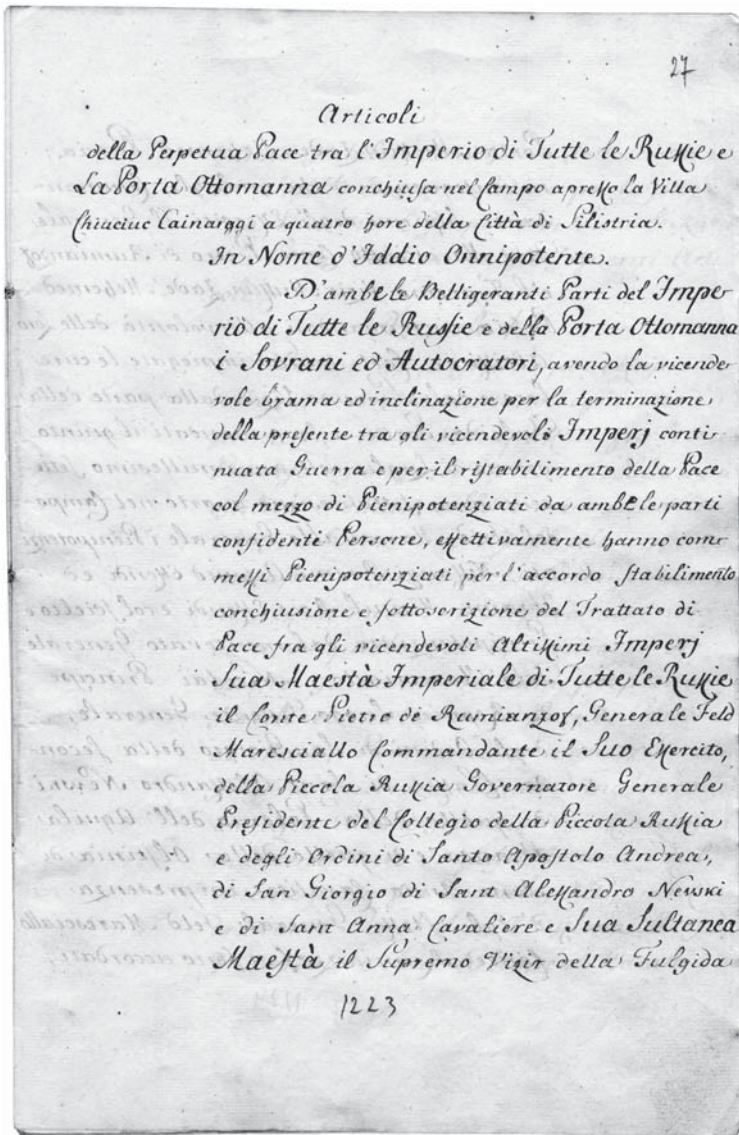 27
Articoli
della Perpetua Pace tra l'Imperio di Tutte le Russie e
La Porta Ottomanna conchiusa nel Campo apresso la Villa
Chiuciuc Cainarggi a quatro hore della Città di Silistria.
In Nome d'Iddio Onnipotente.
D'ambe le Belligeranti Parti del Impe-
rio di Tutte le Russie e della Porta Ottomanna
i Sovrani ed Autocratori, avendo la vicende-
vole brama ed inclinazione per la terminazione
della presente tra gli vicendevoli Imperj conti-
nuata Guerra e per il ristabilimento della Pace
col mezzo di Pienipotenziati da ambe le parti
confidenti Persone, effettivamente hanno com-
messi Pienipotenziati per l'accordo stabilimento
conchiusione e sottoscrizione del Trattato di
Pace fra gli vicendevoli Altissimi Imperj
Sua Maestà Imperiale di Tutte le Russie
il Conte Pietro de Rumianzof, Generale Feld
Maresciallo Commandante il Suo Essercito,
della Piccola Russia Governatore Generale
Presidente del Collegio della Piccola Russia
e degli Ordini di Santo Apostolo Andrea,
di San Giorgio di Sant Alessandro Nevski
e di Sant Anna Cavaliere e Sua Sultanea
Maestà il Supremo Vizir della Fulgida
1223